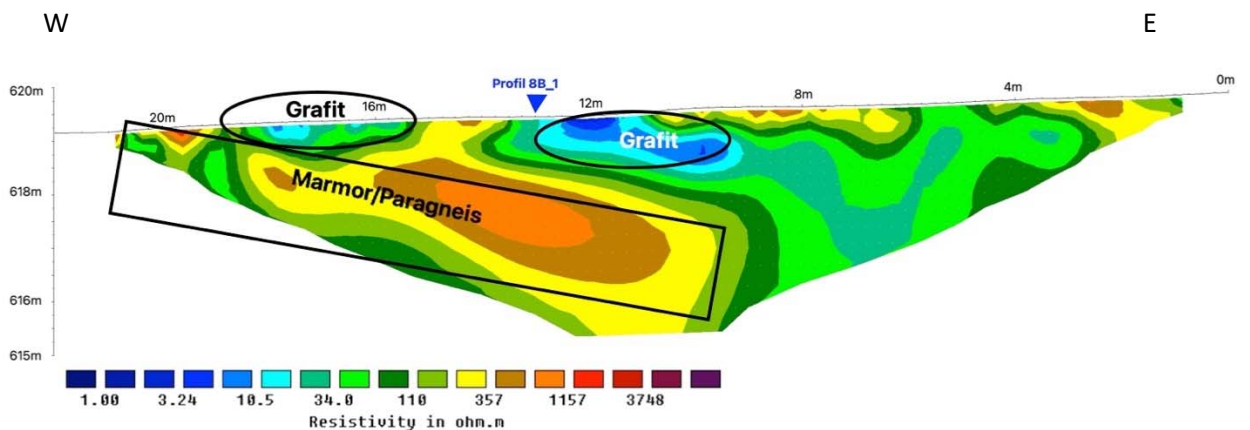 W E
620m
Profil 8B_1
0m
4m
8m
12m
16m
20m
Grafit
Grafit
Marmor/Paragneis
618m
616m
615m
1.00 3.24 10.5 34.0 110 357 1157 3748
Resistivity in ohm.m